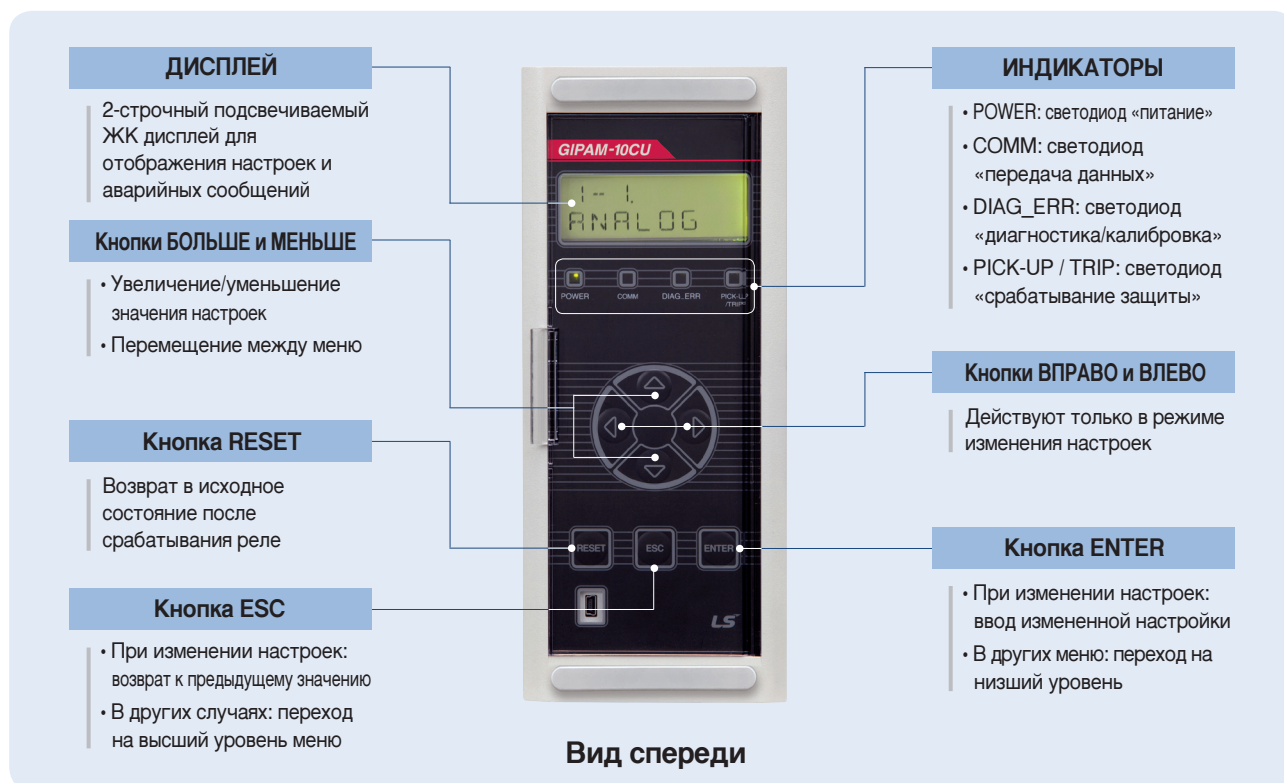 ДИСПЛЕЙ
2-строчный подсвечиваемый
ЖК дисплей для
отображения настроек и
аварийных сообщений
Кнопки БОЛЬШЕ и МЕНЬШЕ
• Увеличение/уменьшение
значения настроек
• Перемещение между меню
Кнопка RESET
Возврат в исходное
состояние после
срабатывания реле
Кнопка ESC
• При изменении настроек:
возврат к предыдущему значению
• В других случаях: переход
на высший уровень меню
GIPAM-10CU
1-- 1.
ANALOG
POWER COMM DIAG_ERR PICK-UP
/TRIP
RESET ESC ENTER
LS
ИНДИКАТОРЫ
• POWER: светодиод «питание»
• COMM: светодиод
«передача данных»
• DIAG_ERR: светодиод
«диагностика/калибровка»
• PICK-UP / TRIP: светодиод
«срабатывание защиты»
Кнопки ВПРАВО и ВЛЕВО
Действуют только в режиме
изменения настроек
Кнопка ENTER
• При изменении настроек:
ввод измененной настройки
• В других меню: переход на
низший уровень
Вид спереди